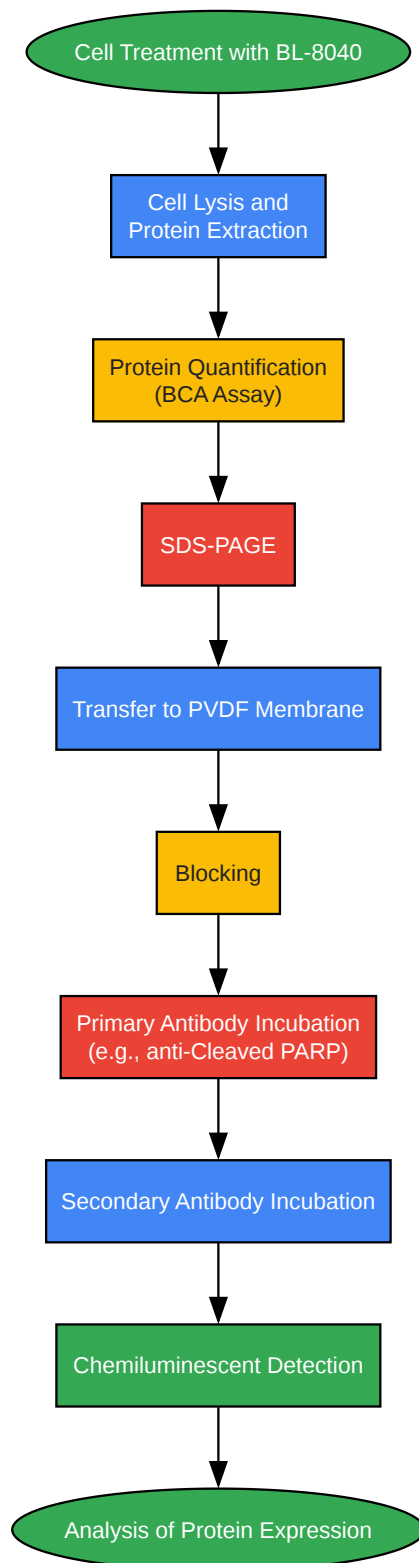 Cell Treatment with BL-8040
Cell Lysis and
Protein Extraction
Protein Quantification
(BCA Assay)
SDS-PAGE
Transfer to PVDF Membrane
Blocking
Primary Antibody Incubation
(e.g., anti-Cleaved PARP)
Secondary Antibody Incubation
Chemiluminescent Detection
Analysis of Protein Expression